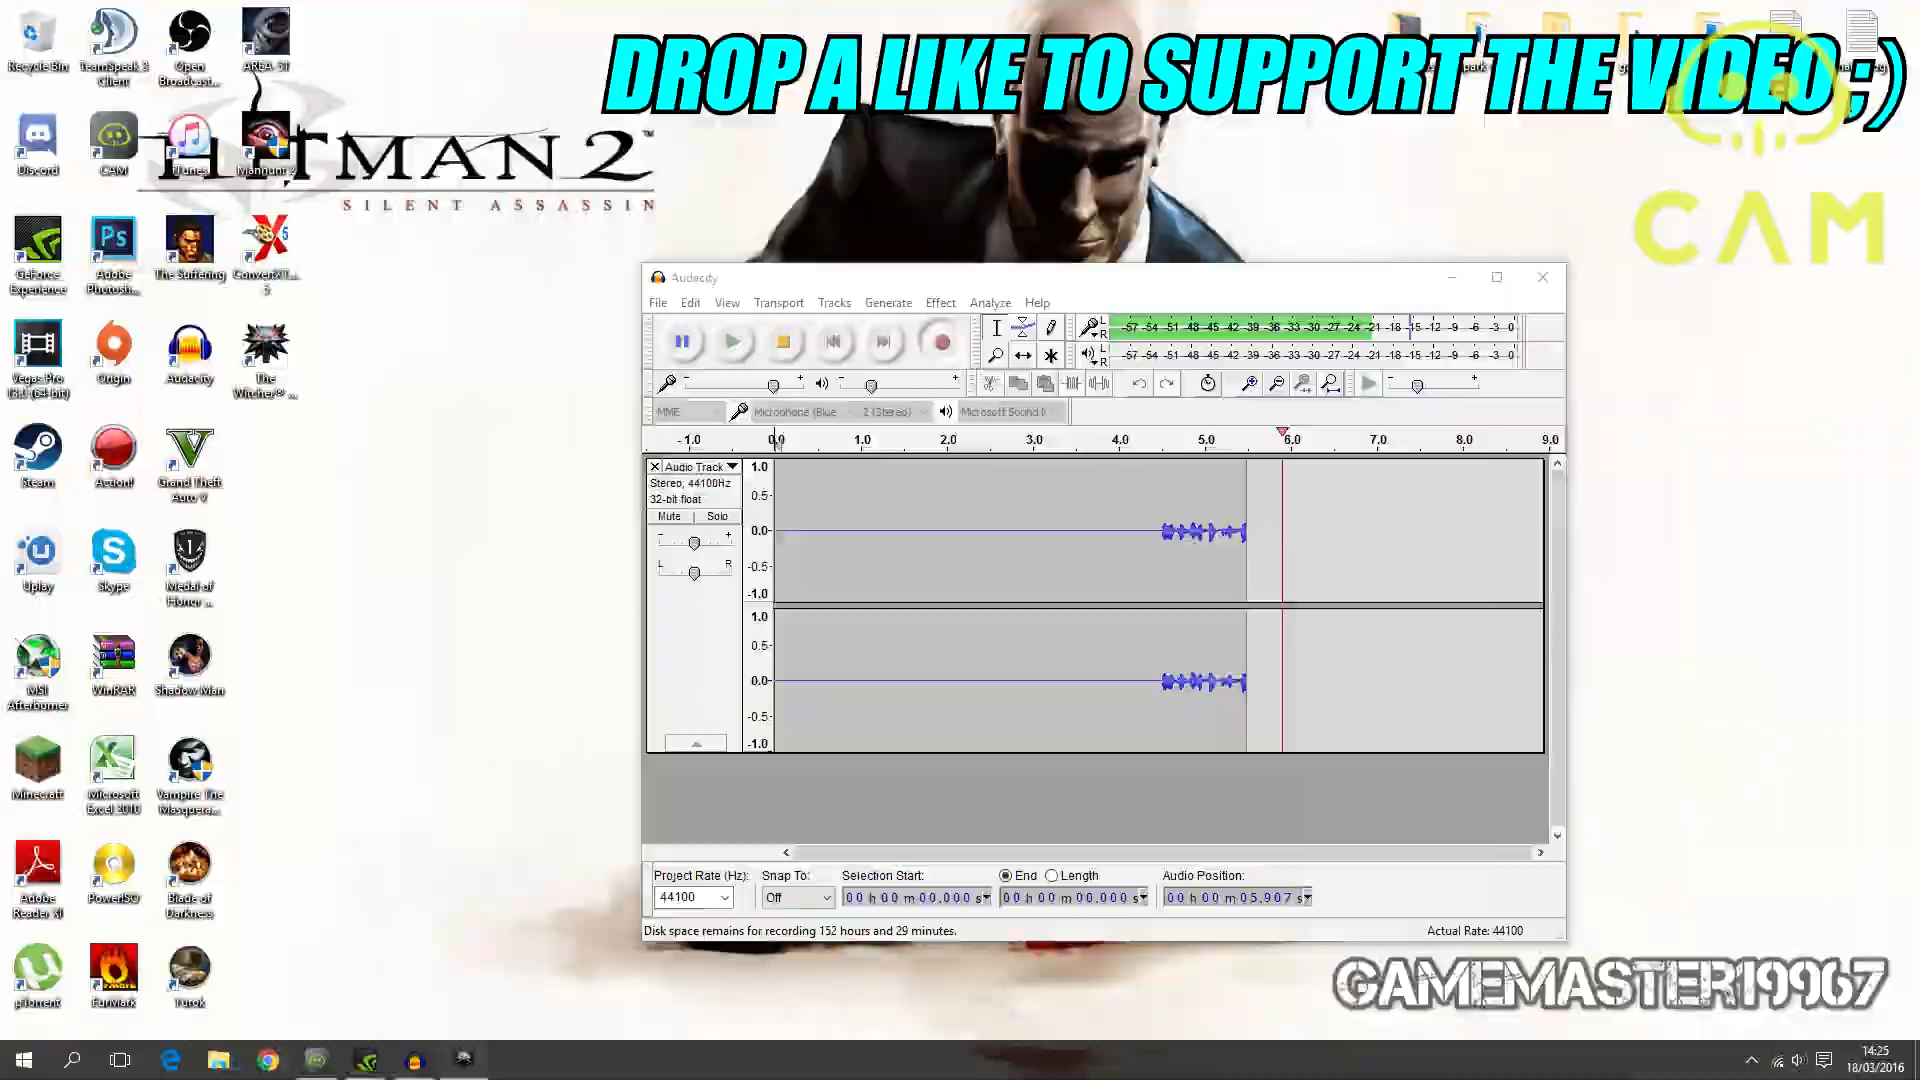 DROP A LIKE TO SUPPORT THE VIDEO ;)
CAM
HITMAN 2™
SILENT ASSASSIN
Recycle Bin
TeamSpeak 3 Client
Open Broadcast...
AREA-51
Discord
CAM
iTunes
Manhunt 2
GeForce Experience
Adobe Photosh...
The Suffering
ConvertXT... 5
Vegas Pro 13.0 (64-bit)
Origin
Audacity
The Witcher® ...
Steam
Action!
Grand Theft Auto V
Uplay
Skype
Medal of Honor ...
MSI Afterburner
WinRAR
Shadow Man
Minecraft
Microsoft Excel 2010
Vampire The Masquera...
Adobe Reader XI
PowerISO
Blade of Darkness
µTorrent
FurMark
Turok
Audacity
File Edit View Transport Tracks Generate Effect Analyze Help
L R -57 -54 -51 -48 -45 -42 -39 -36 -33 -30 -27 -24 -21 -18 -15 -12 -9 -6 -3 0
L R -57 -54 -51 -48 -45 -42 -39 -36 -33 -30 -27 -24 -21 -18 -15 -12 -9 -6 -3 0
MME Microphone (Blue 2 (Stereo) Microsoft Sound
-1.0 0.0 1.0 2.0 3.0 4.0 5.0 6.0 7.0 8.0 9.0
Audio Track
Stereo, 44100Hz
32-bit float
Mute Solo
- +
L R
1.0
0.5
0.0
-0.5
-1.0
1.0
0.5
0.0
-0.5
-1.0
Project Rate (Hz): Snap To: Selection Start: End Length Audio Position:
44100 Off 00 h 00 m 00.000 s 00 h 00 m 00.000 s 00 h 00 m 05.907 s
Disk space remains for recording 152 hours and 29 minutes. Actual Rate: 44100
GAMEMASTER19967
14:25
18/03/2016